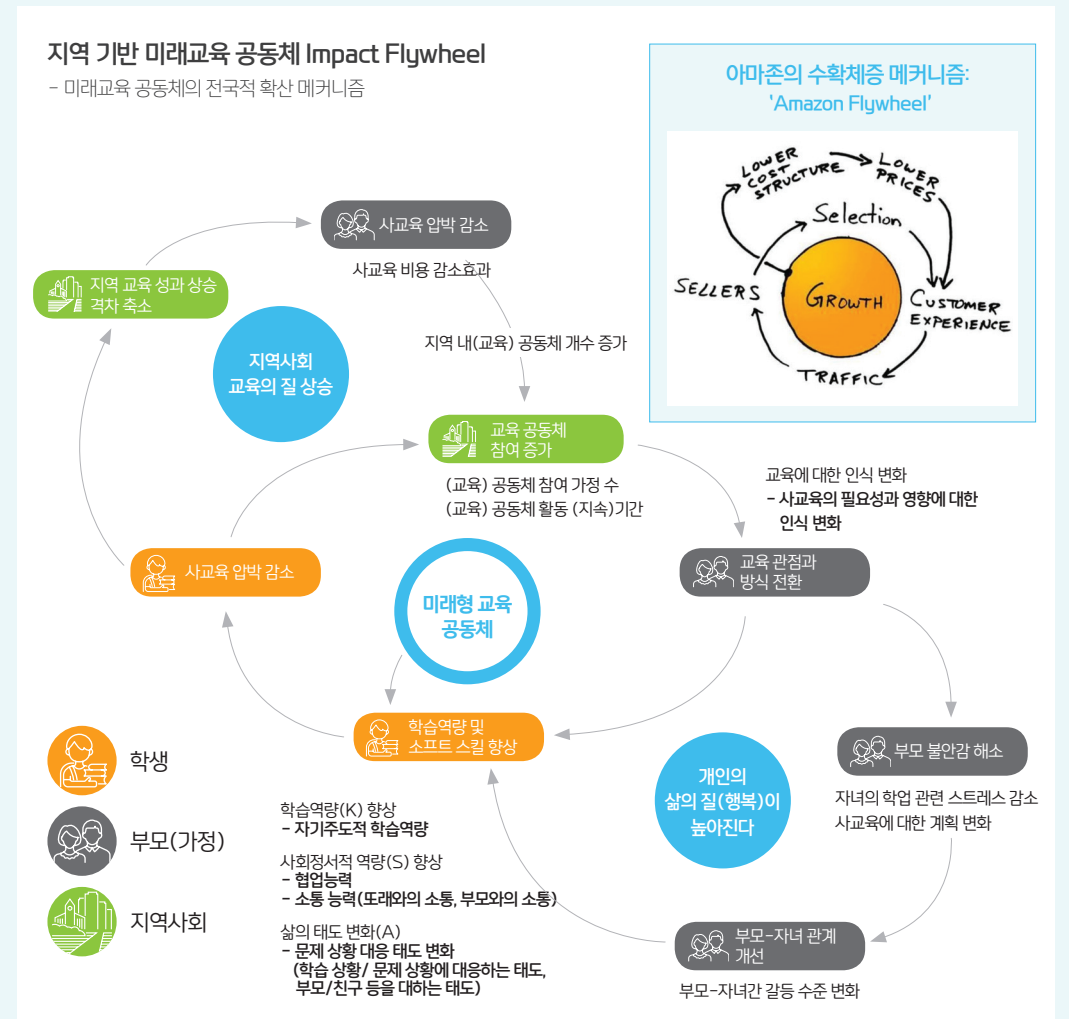 지역 기반 미래교육 공동체 Impact Flywheel
- 미래교육 공동체의 전국적 확산 메커니즘
아마존의 수확체증 메커니즘:
'Amazon Flywheel'
LOWER
COST
STRUCTURE
LOWER
PRICES
Selection
SELLERS
GROWTH
CUSTOMER
EXPERIENCE
TRAFFIC
사교육 압박 감소
사교육 비용 감소효과
지역 교육 성과 상승
격차 축소
지역사회
교육의 질 상승
지역 내(교육) 공동체 개수 증가
교육 공동체
참여 증가
(교육) 공동체 참여 가정 수
(교육) 공동체 활동 (지속)기간
교육에 대한 인식 변화
- 사교육의 필요성과 영향에 대한
인식 변화
사교육 압박 감소
교육 관점과
방식 전환
미래형 교육
공동체
학습역량 및
소프트 스킬 향상
개인의
삶의 질(행복)이
높아진다
부모 불안감 해소
자녀의 학업 관련 스트레스 감소
사교육에 대한 계획 변화
학생
부모(가정)
지역사회
학습역량(K) 향상
- 자기주도적 학습역량
사회정서적 역량(S) 향상
- 협업능력
- 소통 능력(또래와의 소통, 부모와의 소통)
삶의 태도 변화(A)
- 문제 상황 대응 태도 변화
(학습 상황/ 문제 상황에 대응하는 태도,
부모/친구 등을 대하는 태도)
부모-자녀 관계
개선
부모-자녀간 갈등 수준 변화